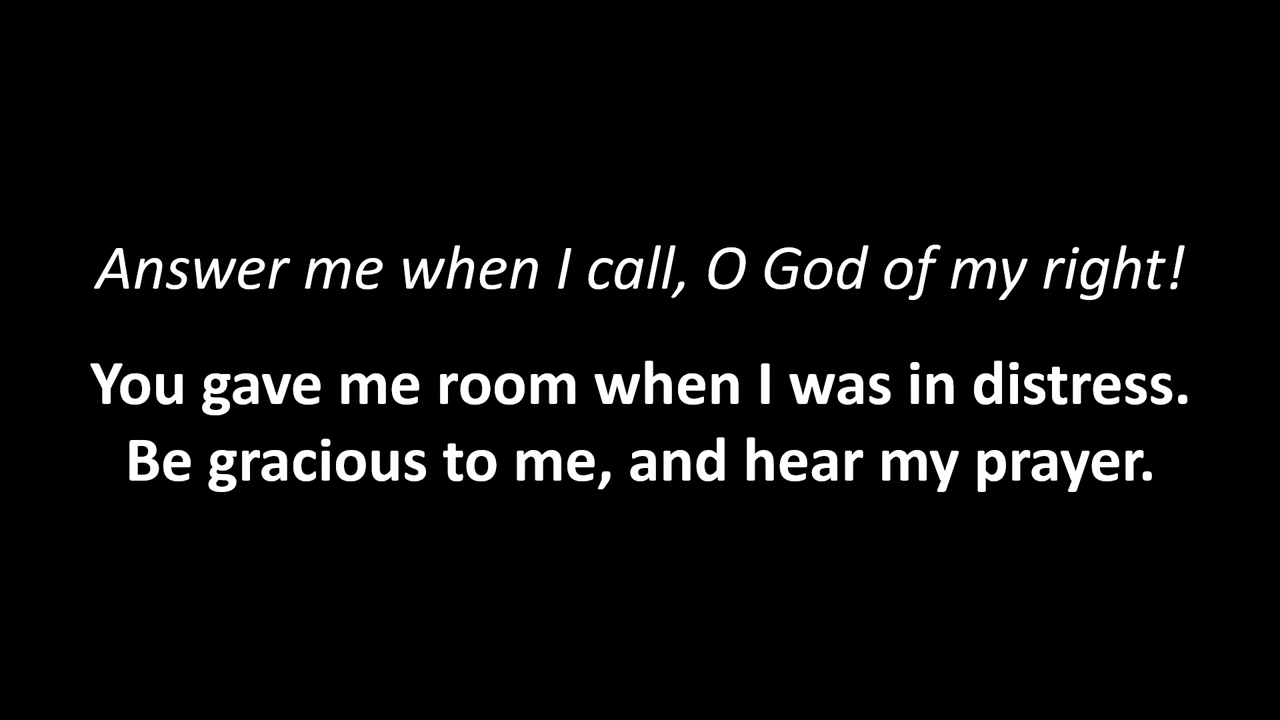 Answer me when I call, O God of my right!
You gave me room when I was in distress.
Be gracious to me, and hear my prayer.